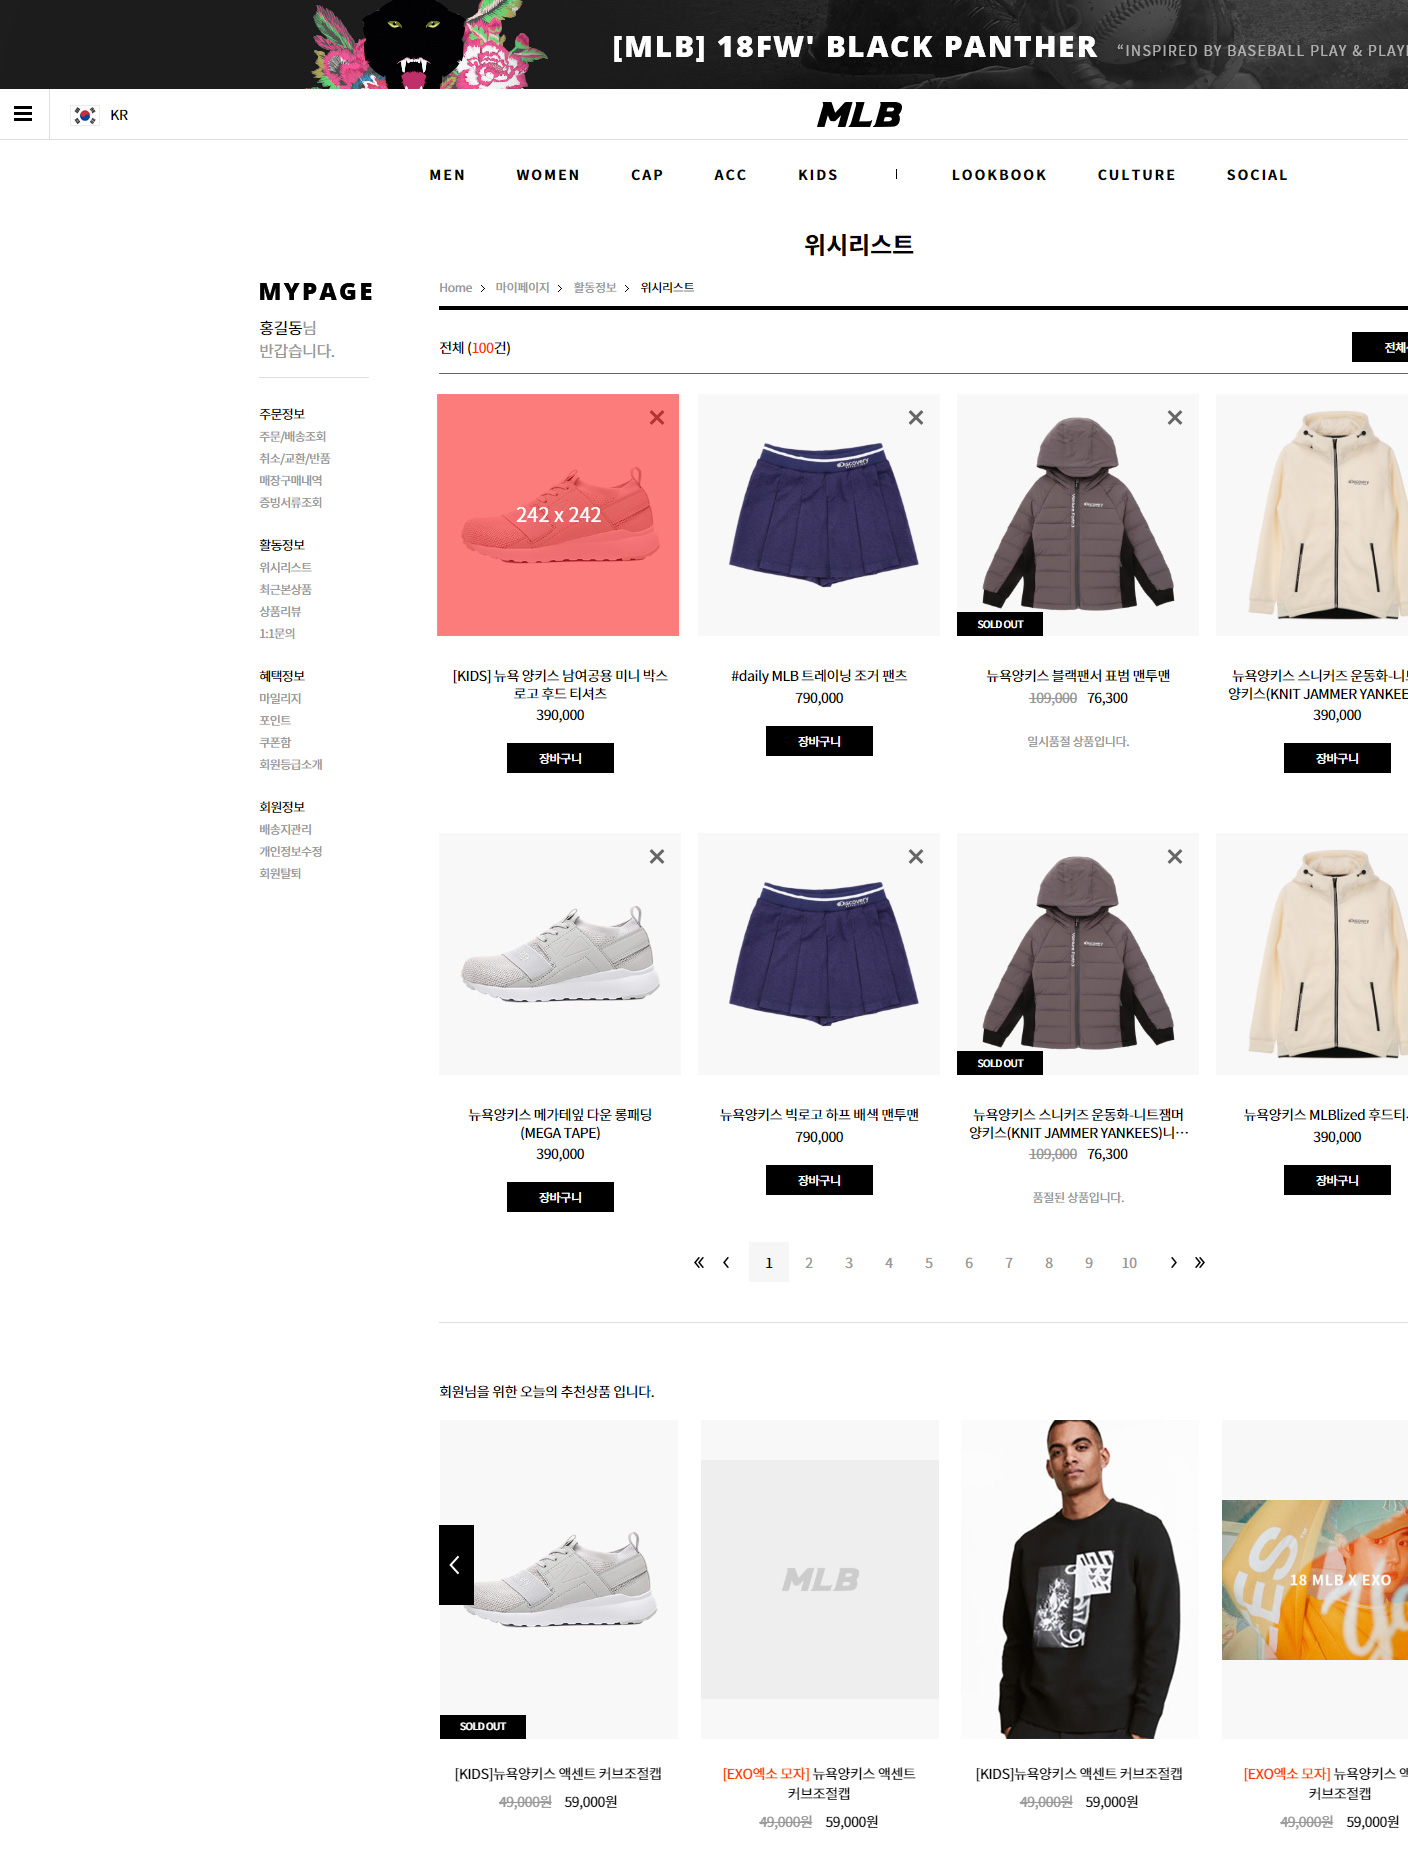 [MLB] 18FW' BLACK PANTHER
“INSPIRED BY BASEBALL PLAY &
KR
MLB
MEN WOMEN CAP ACC KIDS | LOOKBOOK CULTURE SOCIAL
위시리스트
MYPAGE
홍길동님
반갑습니다.
주문정보
주문/배송조회
취소/교환/반품
매장구매내역
증빙서류조회
활동정보
위시리스트
최근본상품
상품리뷰
1:1문의
혜택정보
마일리지
포인트
쿠폰함
회원등급소개
회원정보
배송지관리
개인정보수정
회원탈퇴
Home > 마이페이지 > 활동정보 > 위시리스트
전체 (100건)
전체
242 x 242
Discovery
SOLD OUT
[KIDS] 뉴욕 양키스 남여공용 미니 박스
로고 후드 티셔츠
390,000
장바구니
#daily MLB 트레이닝 조거 팬츠
790,000
장바구니
뉴욕양키스 블랙팬서 표범 맨투맨
109,000 76,300
일시품절 상품입니다.
뉴욕양키스 스니커즈 운동화-니트
양키스(KNIT JAMMER YANKEE
390,000
장바구니
Discovery
SOLD OUT
뉴욕양키스 메가테잎 다운 롱패딩
(MEGA TAPE)
390,000
장바구니
뉴욕양키스 빅로고 하프 배색 맨투맨
790,000
장바구니
뉴욕양키스 스니커즈 운동화-니트잼머
양키스(KNIT JAMMER YANKEES)니…
109,000 76,300
품절된 상품입니다.
뉴욕양키스 MLBlized 후드티
390,000
장바구니
« < 1 2 3 4 5 6 7 8 9 10 > »
회원님을 위한 오늘의 추천상품 입니다.
MLB
18 MLB X EXO
SOLD OUT
[KIDS]뉴욕양키스 액센트 커브조절캡
49,000원 59,000원
[EXO엑소 모자] 뉴욕양키스 액센트
커브조절캡
49,000원 59,000원
[KIDS]뉴욕양키스 액센트 커브조절캡
49,000원 59,000원
[EXO엑소 모자] 뉴욕양키스 액
커브조절캡
49,000원 59,000원